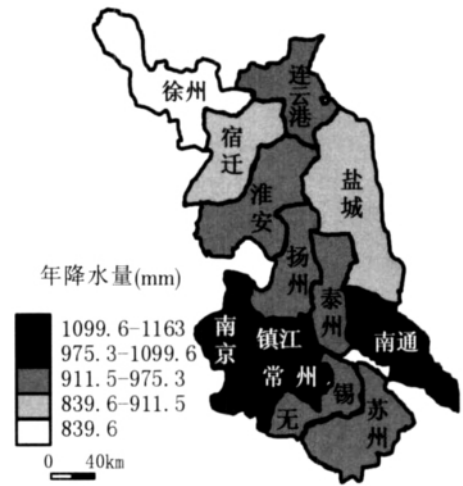 徐州
连云港
宿迁
淮安
盐城
扬州
泰州
南京
镇江
南通
常州
无锡
苏州
年降水量(mm)
1099.6-1163
975.3-1099.6
911.5-975.3
839.6-911.5
839.6
0 40km